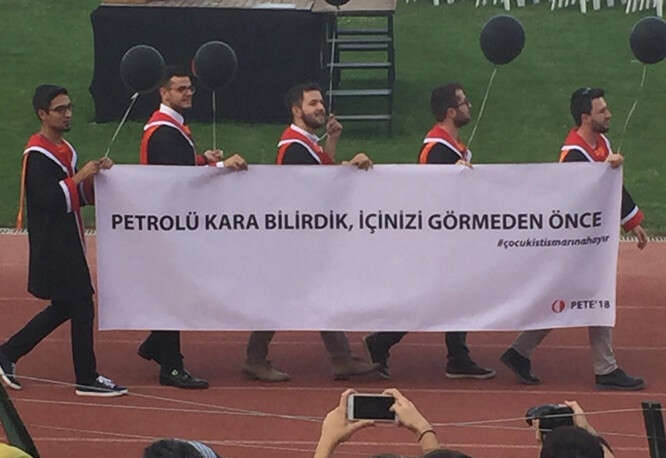 PETROLÜ KARA BİLİRDİK, İÇİNİZİ GÖRMEDEN ÖNCE
#çocukistismarınahayır
PETE'18